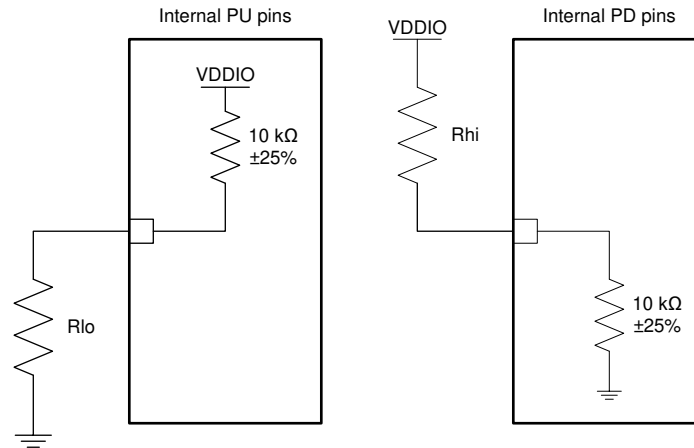 Internal PU pins
VDDIO
10 kΩ
±25%
Rlo
Internal PD pins
VDDIO
Rhi
10 kΩ
±25%